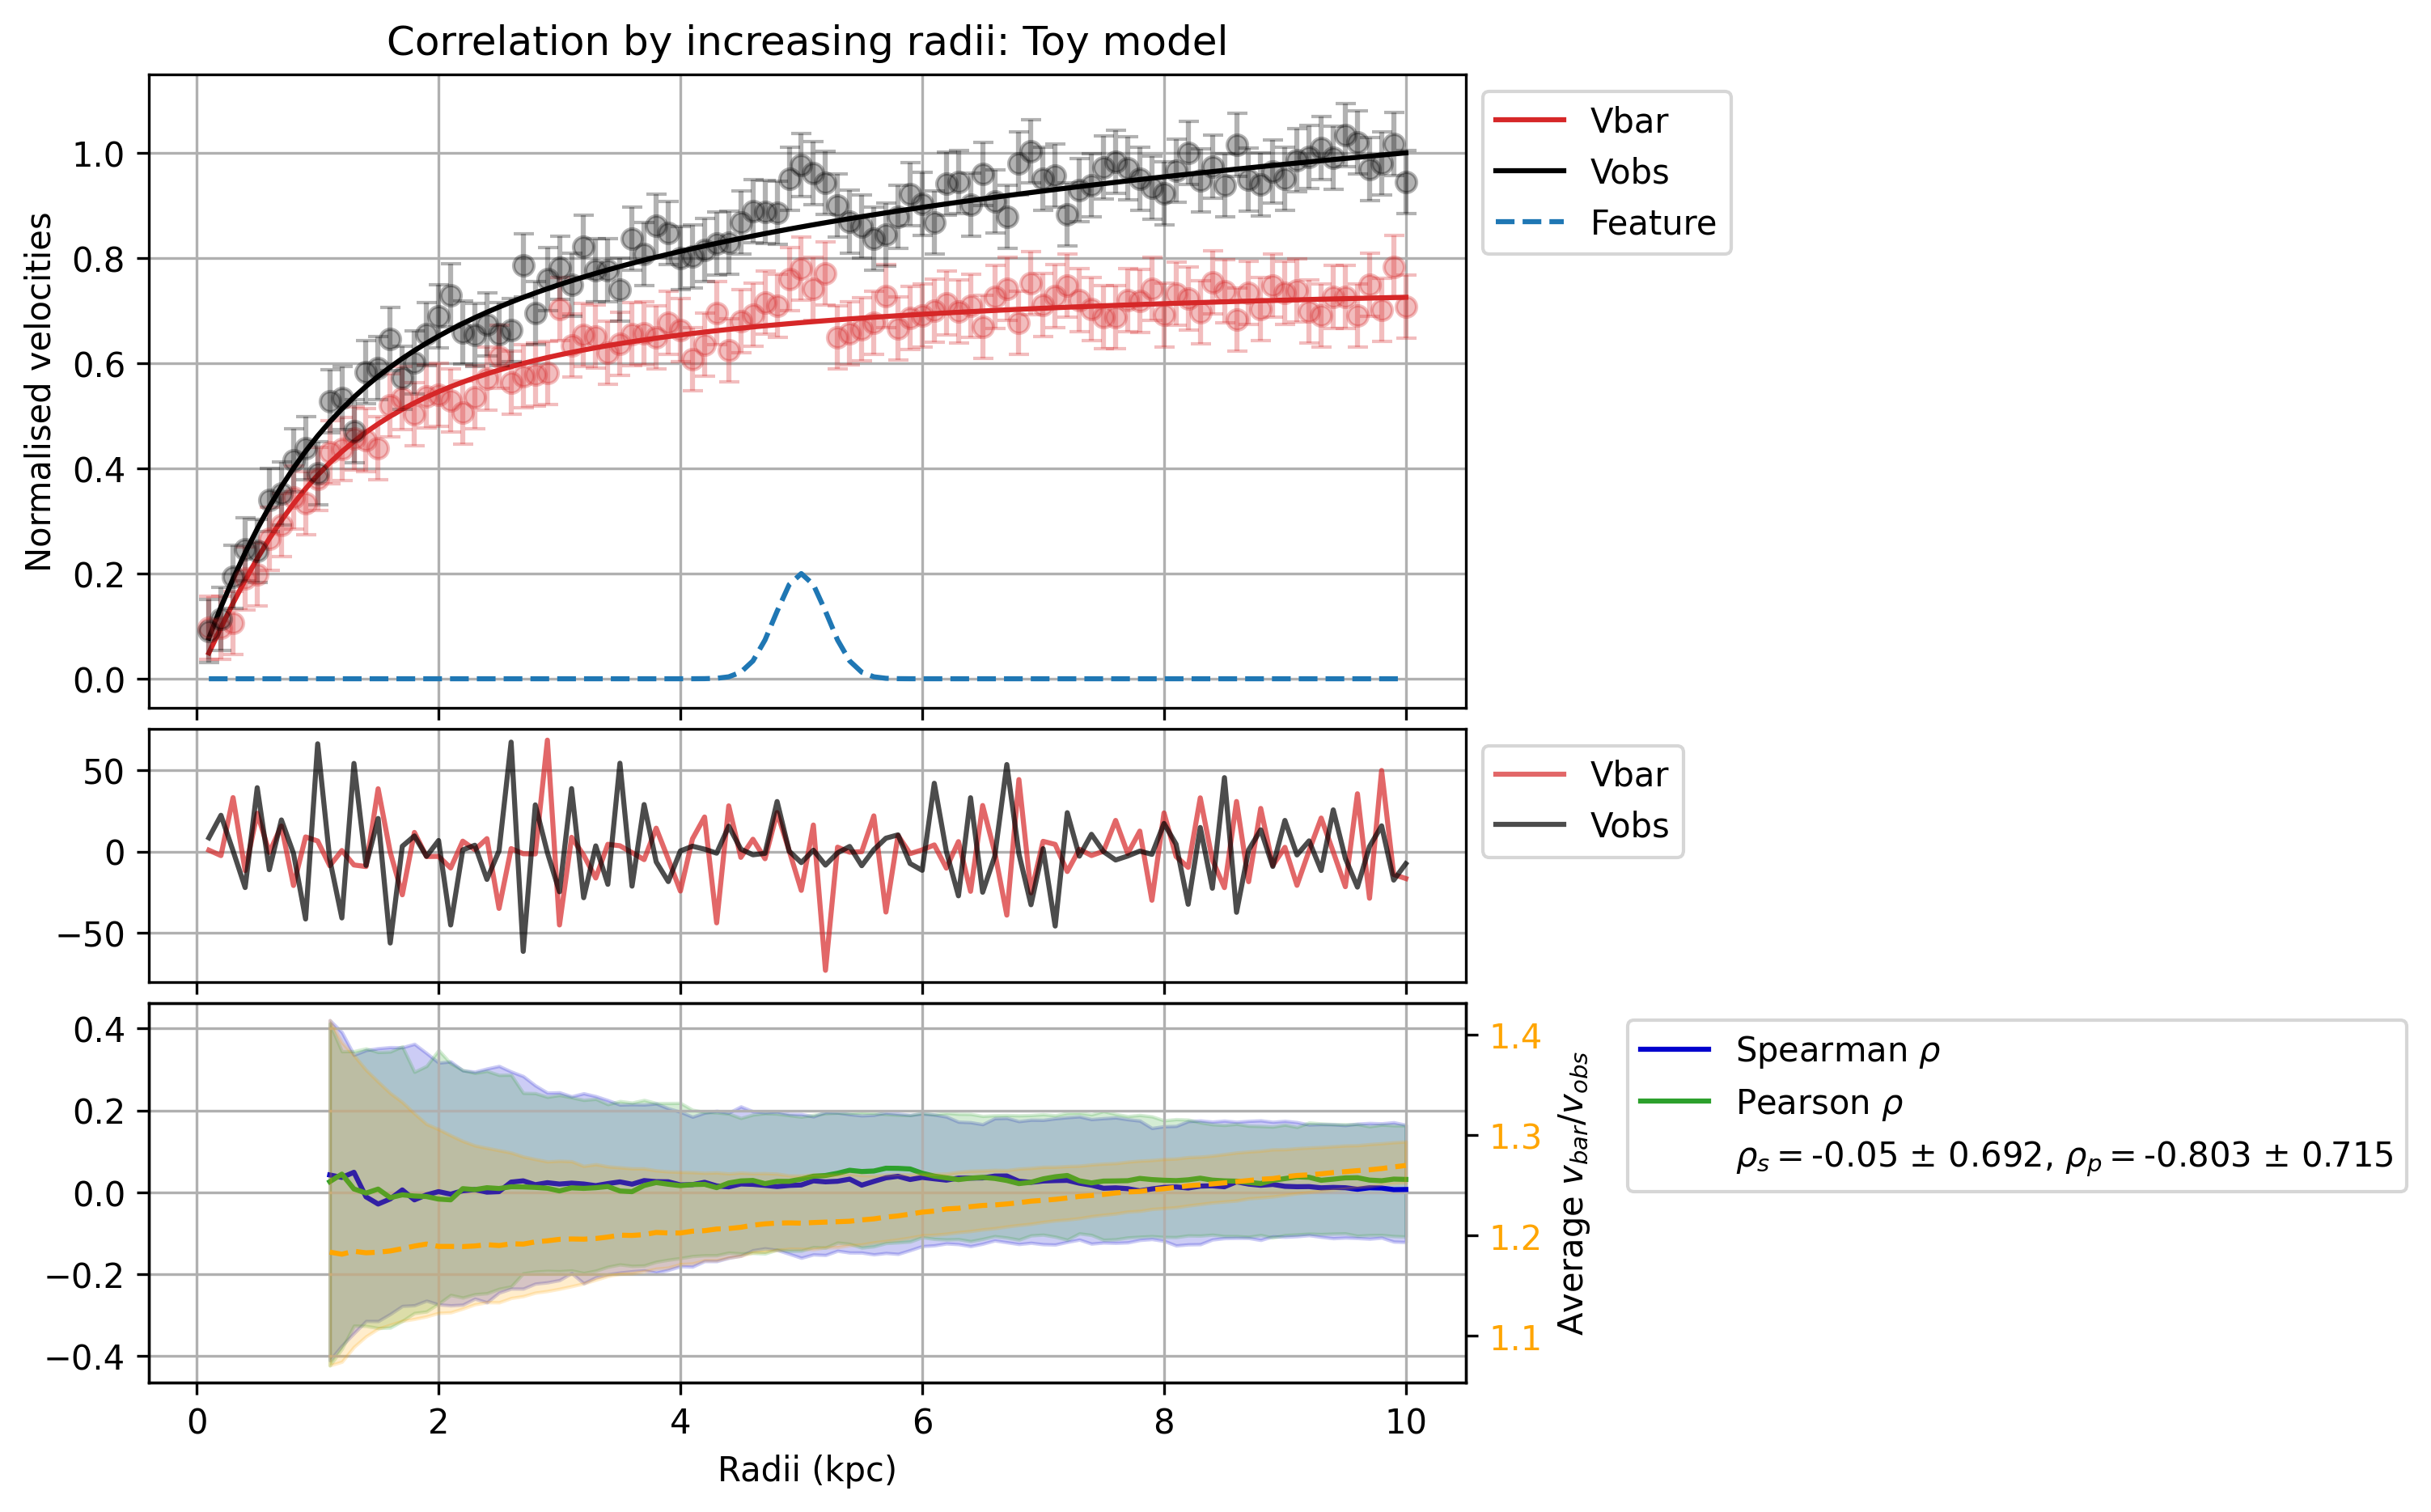 Correlation by increasing radii: Toy model
Normalised velocities
1.0
0.8
0.6
0.4
0.2
0.0
Vbar
Vobs
Feature
50
0
−50
Vbar
Vobs
0.4
0.2
0.0
−0.2
−0.4
1.4
1.3
1.2
1.1
Average v_bar/v_obs
Spearman ρ
Pearson ρ
ρ_s = -0.05 ± 0.692, ρ_p = -0.803 ± 0.715
0 2 4 6 8 10
Radii (kpc)